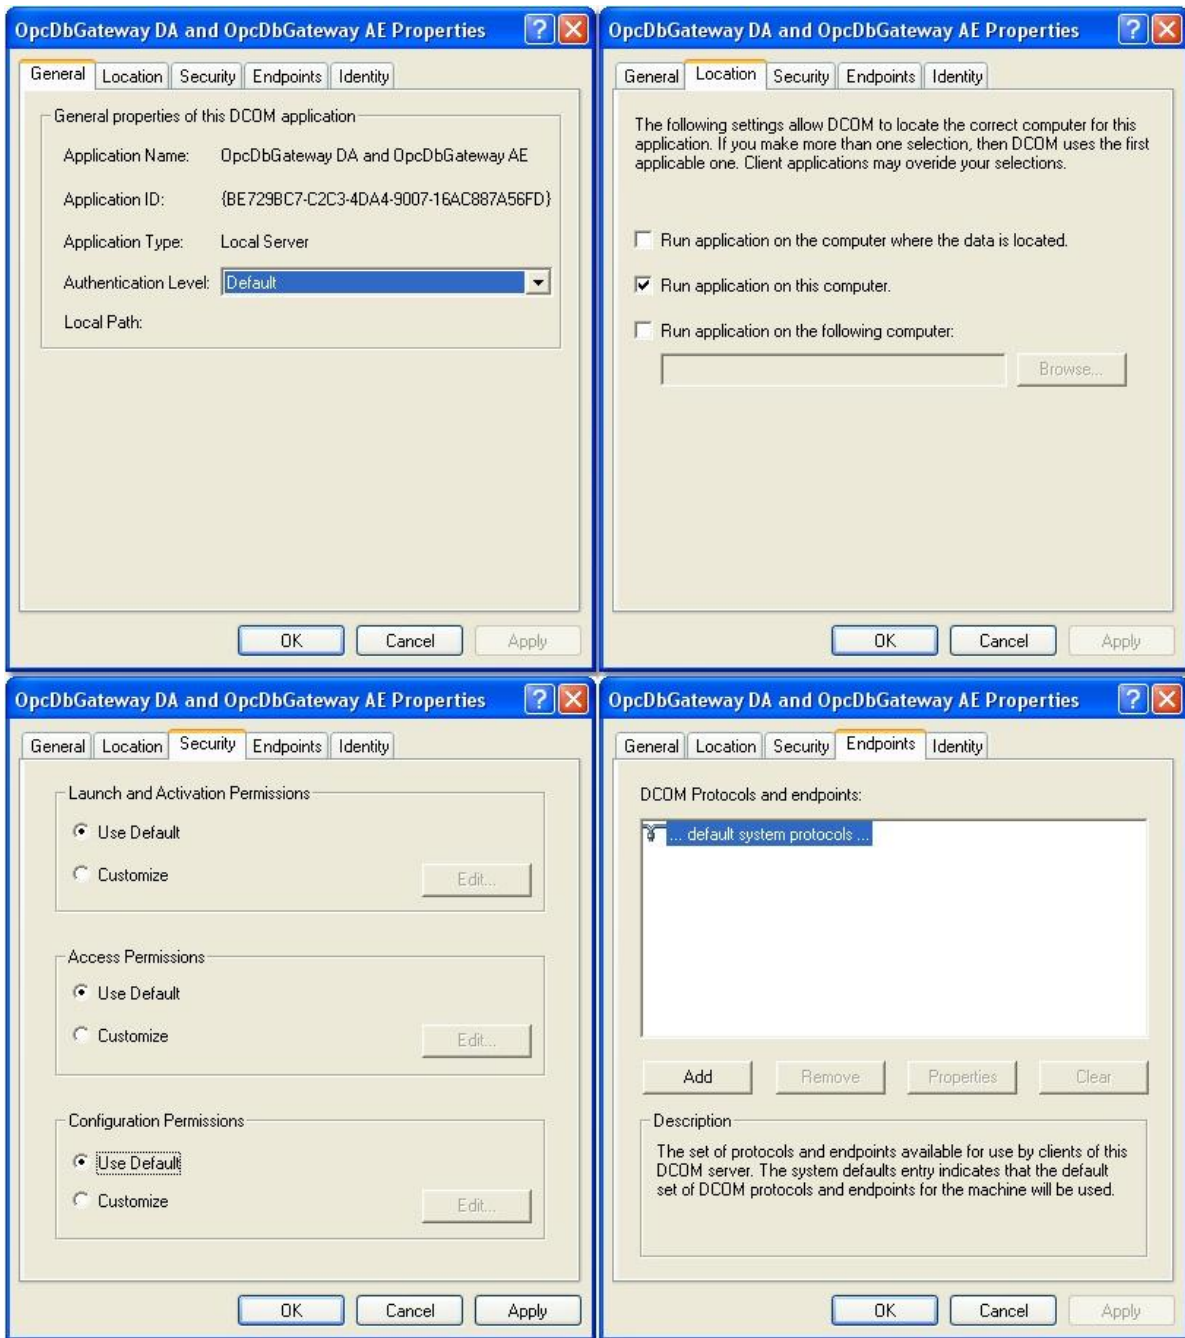 OpcDbGateway DA and OpcDbGateway AE Properties
General Location Security Endpoints Identity
General properties of this DCOM application
Application Name: OpcDbGateway DA and OpcDbGateway AE
Application ID: {BE729BC7-C2C3-4DA4-9007-16AC887A56FD}
Application Type: Local Server
Authentication Level: Default
Local Path:
OK Cancel Apply
OpcDbGateway DA and OpcDbGateway AE Properties
General Location Security Endpoints Identity
The following settings allow DCOM to locate the correct computer for this
application. If you make more than one selection, then DCOM uses the first
applicable one. Client applications may overide your selections.
Run application on the computer where the data is located.
Run application on this computer.
Run application on the following computer:
Browse...
OK Cancel Apply
OpcDbGateway DA and OpcDbGateway AE Properties
General Location Security Endpoints Identity
Launch and Activation Permissions
Use Default
Customize Edit...
Access Permissions
Use Default
Customize Edit...
Configuration Permissions
Use Default
Customize Edit...
OK Cancel Apply
OpcDbGateway DA and OpcDbGateway AE Properties
General Location Security Endpoints Identity
DCOM Protocols and endpoints:
... default system protocols ...
Add Remove Properties Clear
Description
The set of protocols and endpoints available for use by clients of this
DCOM server. The system defaults entry indicates that the default
set of DCOM protocols and endpoints for the machine will be used.
OK Cancel Apply